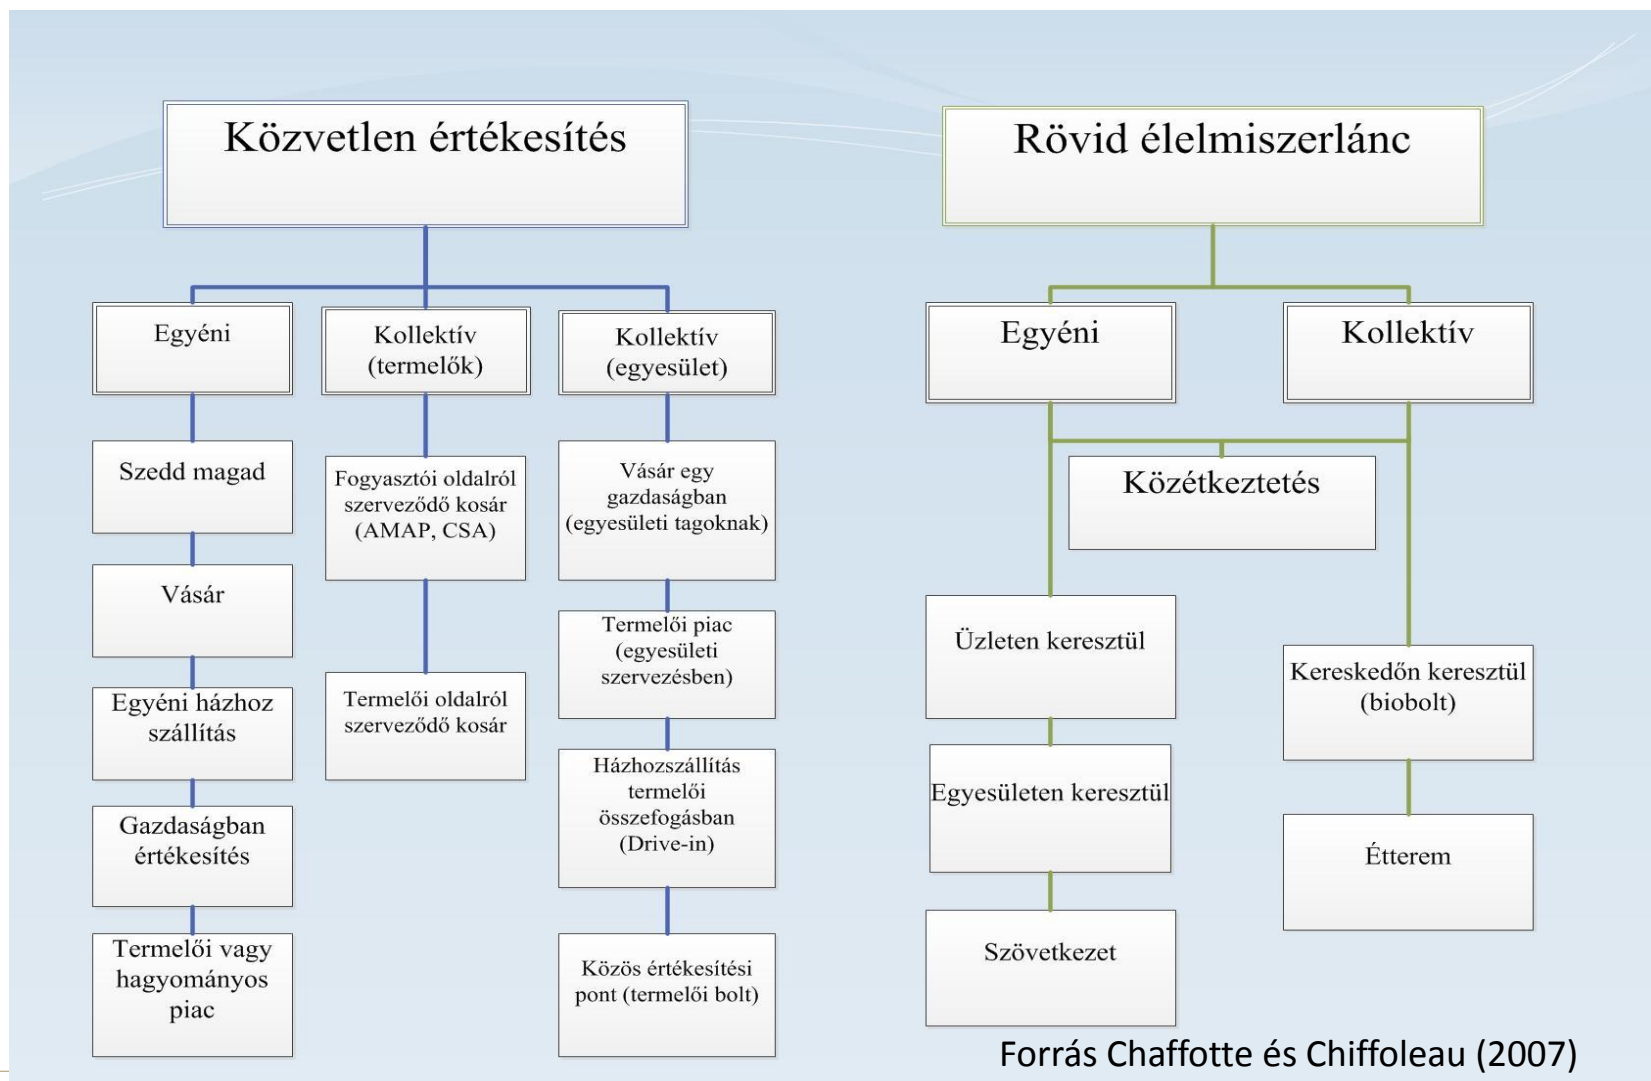 Közvetlen értékesítés
Egyéni
Szedd magad
Vásár
Egyéni házhoz
szállítás
Gazdaságban
értékesítés
Termelői vagy
hagyományos
piac
Kollektív
(termelők)
Fogyasztói oldalról
szerveződő kosár
(AMAP, CSA)
Termelői oldalról
szerveződő kosár
Kollektív
(egyesület)
Vásár egy
gazdaságban
(egyesületi tagoknak)
Termelői piac
(egyesületi
szervezésben)
Házhozszállítás
termelői
összefogásban
(Drive-in)
Közös értékesítési
pont (termelői bolt)
Rövid élelmiszerlánc
Egyéni
Kollektív
Közétkeztetés
Üzleten keresztül
Egyesületen keresztül
Szövetkezet
Kereskedőn keresztül
(biobolt)
Étterem
Forrás Chaffotte és Chiffoleau (2007)